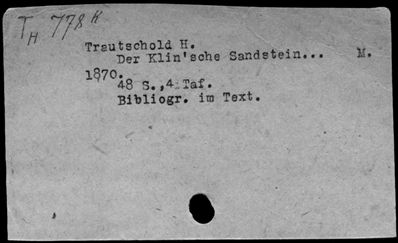 TH 778 K
Trautschold H.
Der Klin'sche Sandstein... M.
1870.
48 S.,4 Taf.
Bibliogr. im Text.